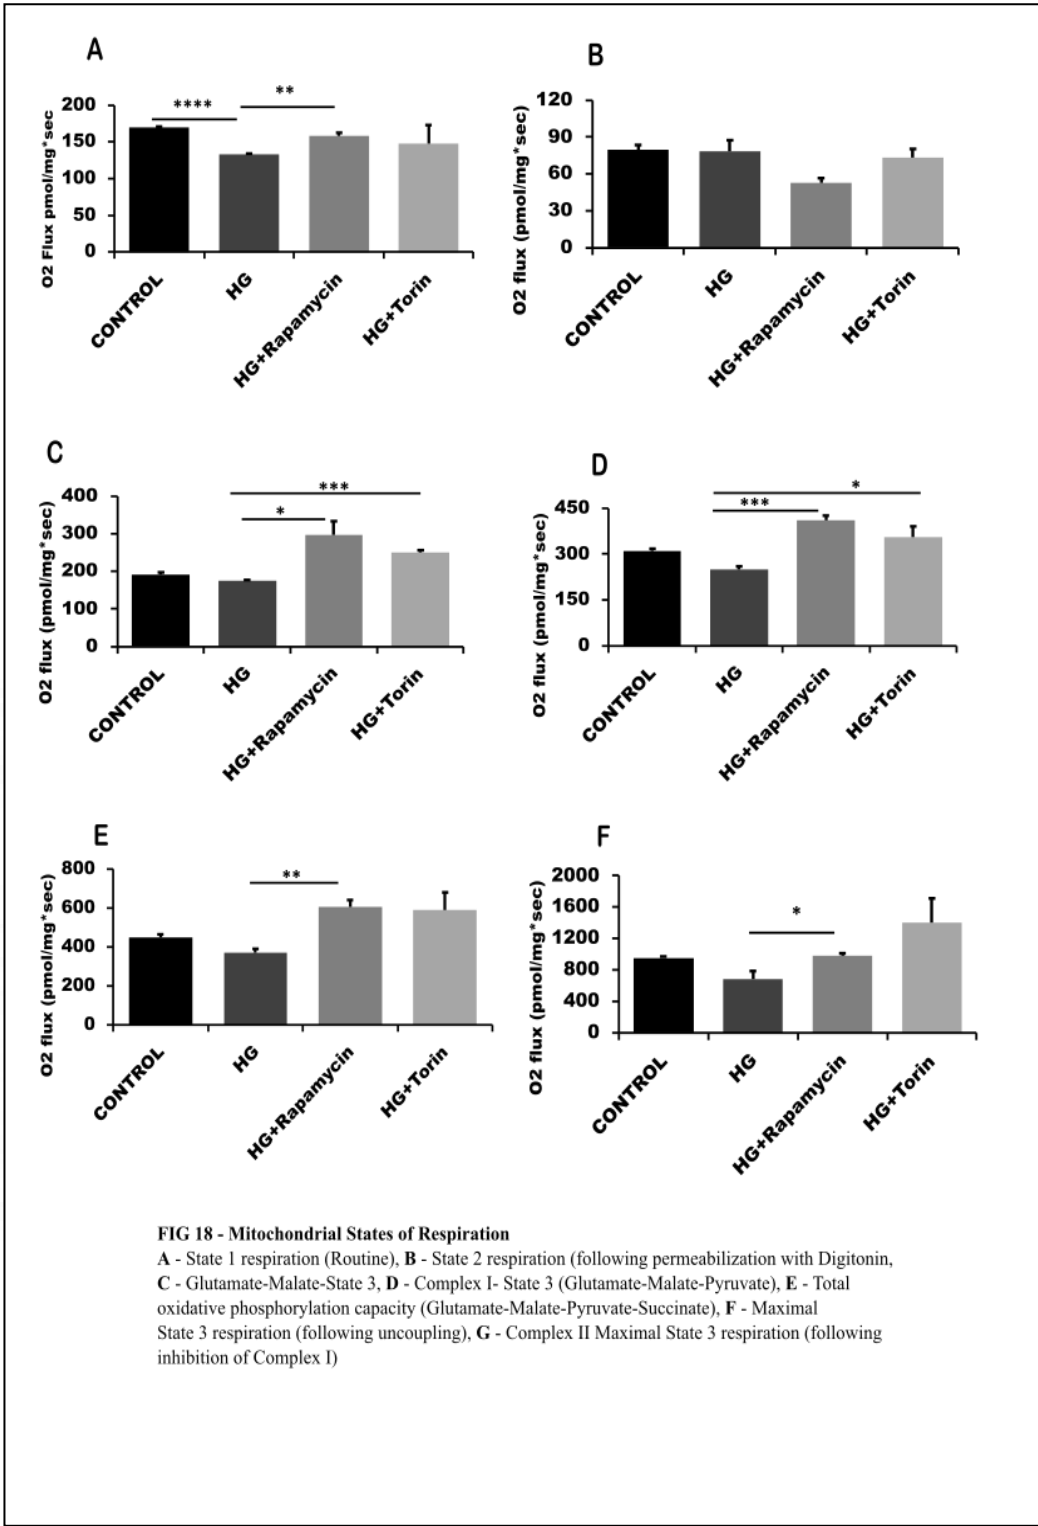 A
O2 Flux pmol/mg*sec
200
150
100
50
0
****
**
CONTROL
HG
HG+Rapamycin
HG+Torin
B
O2 flux (pmol/mg*sec)
120
90
60
30
0
CONTROL
HG
HG+Rapamycin
HG+Torin
C
O2 flux (pmol/mg*sec)
400
300
200
100
0
***
*
CONTROL
HG
HG+Rapamycin
HG+Torin
D
O2 flux (pmol/mg*sec)
450
300
150
0
*
***
CONTROL
HG
HG+Rapamycin
HG+Torin
E
O2 flux (pmol/mg*sec)
800
600
400
200
0
**
CONTROL
HG
HG+Rapamycin
HG+Torin
F
O2 flux (pmol/mg*sec)
2000
1600
1200
800
400
0
*
CONTROL
HG
HG+Rapamycin
HG+Torin
FIG 18 - Mitochondrial States of Respiration
A - State 1 respiration (Routine), B - State 2 respiration (following permeabilization with Digitonin,
C - Glutamate-Malate-State 3, D - Complex I- State 3 (Glutamate-Malate-Pyruvate), E - Total
oxidative phosphorylation capacity (Glutamate-Malate-Pyruvate-Succinate), F - Maximal
State 3 respiration (following uncoupling), G - Complex II Maximal State 3 respiration (following
inhibition of Complex I)